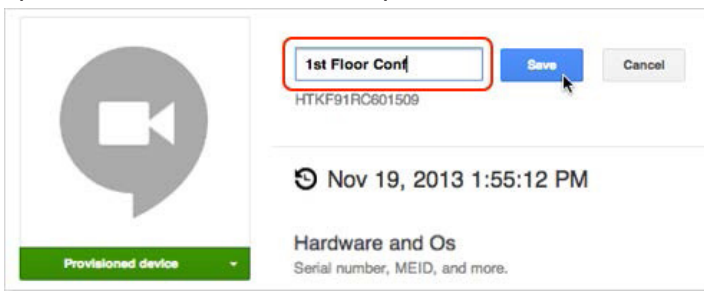 1st Floor Conf
Save
Cancel
HTKF91RC601509
Nov 19, 2013 1:55:12 PM
Hardware and Os
Serial number, MEID, and more.
Provisioned device